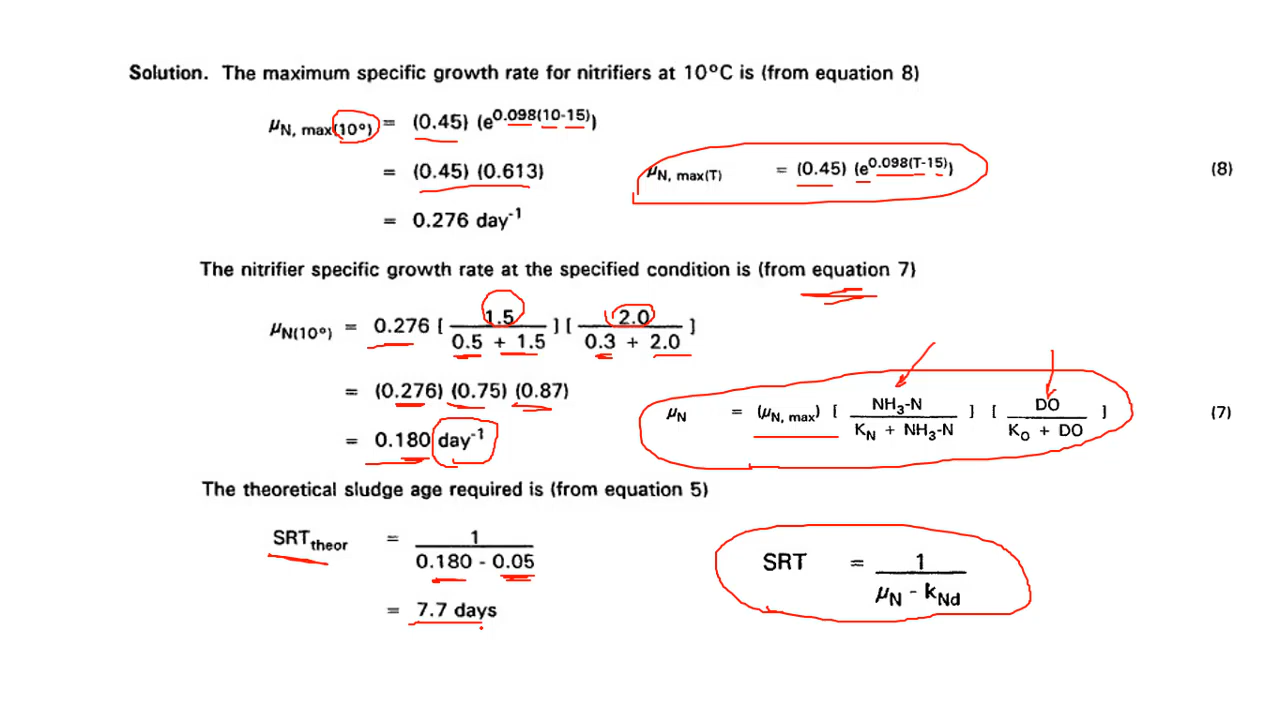 Solution. The maximum specific growth rate for nitrifiers at 10°C is (from equation 8)
μN, max(10°) = (0.45) (e^0.098(10-15))
= (0.45) (0.613)
μN, max(T) = (0.45) (e^0.098(T-15)) (8)
= 0.276 day^-1
The nitrifier specific growth rate at the specified condition is (from equation 7)
μN(10°) = 0.276 [ 1.5 / 0.5 + 1.5 ] [ 2.0 / 0.3 + 2.0 ]
= (0.276) (0.75) (0.87)
μN = (μN, max) [ NH3-N / KN + NH3-N ] [ DO / KO + DO ] (7)
= 0.180 day^-1
The theoretical sludge age required is (from equation 5)
SRTtheor = 1 / 0.180 - 0.05
SRT = 1 / μN - kNd
= 7.7 days